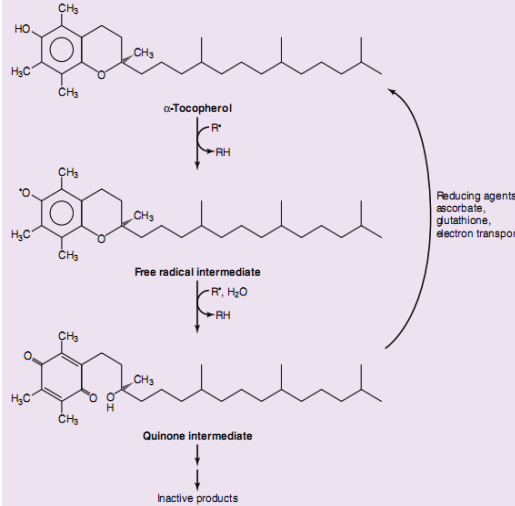 CH₃
HO
CH₃
H₃C
O
CH₃
α-Tocopherol
R•
RH
CH₃
•O
CH₃
H₃C
O
CH₃
Reducing agents
ascorbate,
glutathione,
electron transpor
Free radical intermediate
R•, H₂O
RH
CH₃
O
CH₃
H₃C
O
O
H
CH₃
Quinone intermediate
Inactive products